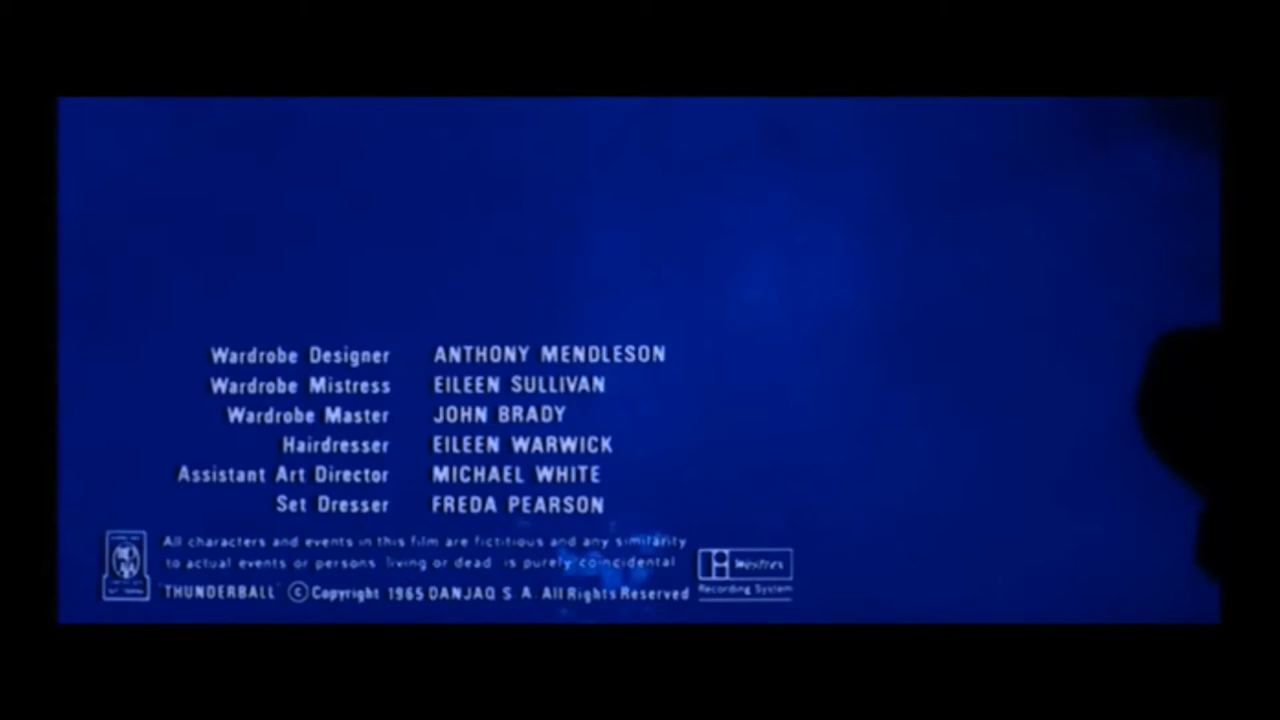 Wardrobe Designer ANTHONY MENDLESON
Wardrobe Mistress EILEEN SULLIVAN
Wardrobe Master JOHN BRADY
Hairdresser EILEEN WARWICK
Assistant Art Director MICHAEL WHITE
Set Dresser FREDA PEARSON
All characters and events in this film are fictitious and any similarity
to actual events or persons living or dead is purely coincidental
"THUNDERBALL" © Copyright 1965 DANJAQ S. A. All Rights Reserved
Westrex
Recording System